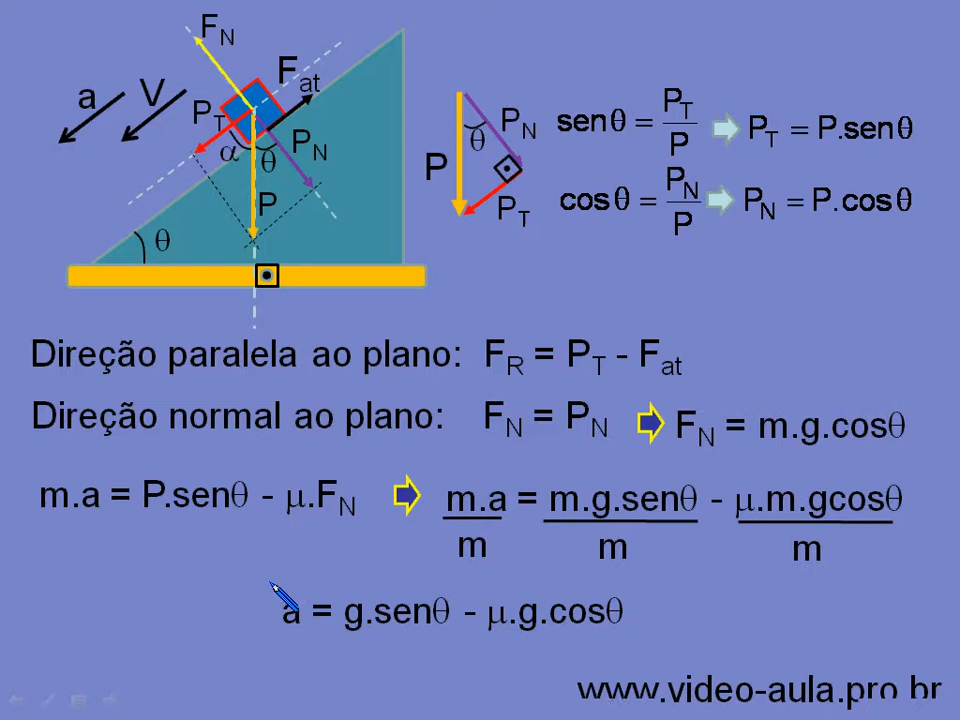 F_N
F_at
a
V
P_T
P_N
α
θ
P
θ
P
θ
P_N
P_T
senθ = P_T/P
P_T = P.senθ
cosθ = P_N/P
P_N = P.cosθ
Direção paralela ao plano: F_R = P_T - F_at
Direção normal ao plano: F_N = P_N F_N = m.g.cosθ
m.a = P.senθ - μ.F_N
m.a/m = m.g.senθ/m - μ.m.gcosθ/m
a = g.senθ - μ.g.cosθ
www.video-aula.pro.br